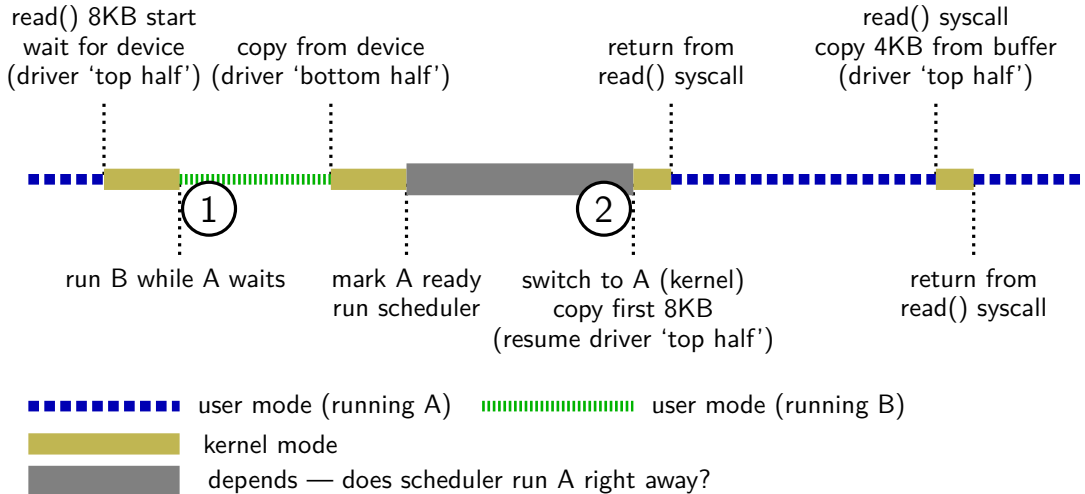 read() 8KB start
wait for device
(driver ‘top half’)
copy from device
(driver ‘bottom half’)
return from
read() syscall
read() syscall
copy 4KB from buffer
(driver ‘top half’)
1
2
run B while A waits
mark A ready
run scheduler
switch to A (kernel)
copy first 8KB
(resume driver ‘top half’)
return from
read() syscall
user mode (running A)
user mode (running B)
kernel mode
depends — does scheduler run A right away?